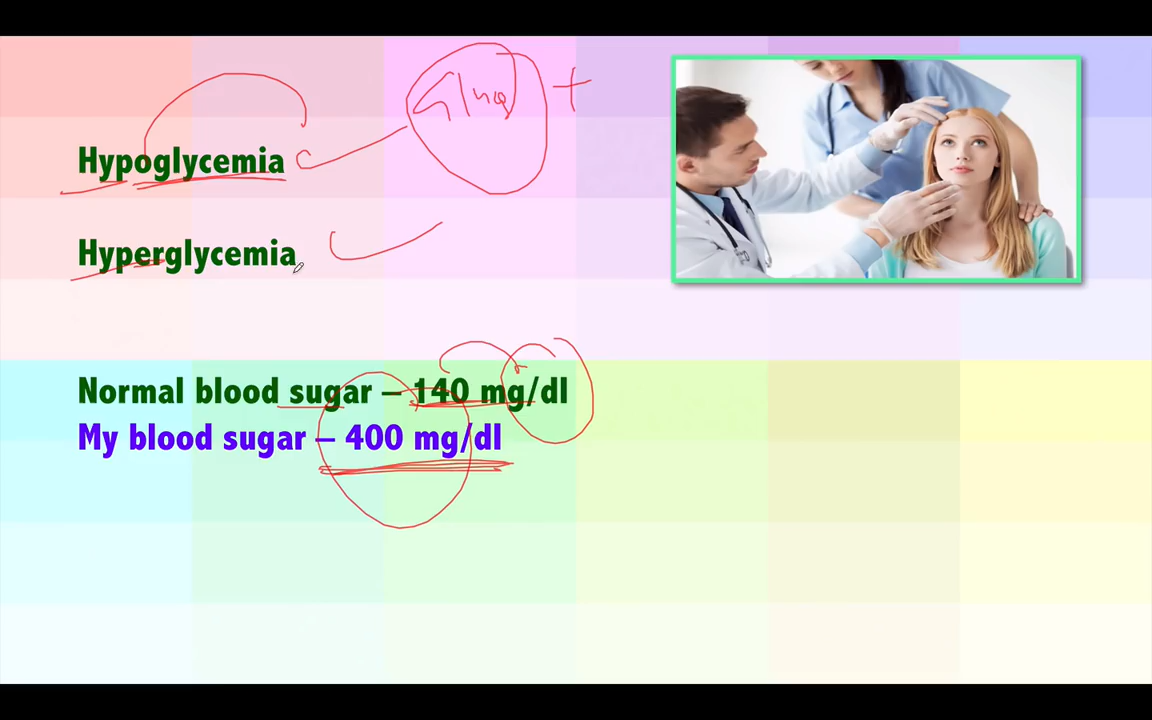 Hypoglycemia
Hyperglycemia
Normal blood sugar – 140 mg/dl
My blood sugar – 400 mg/dl